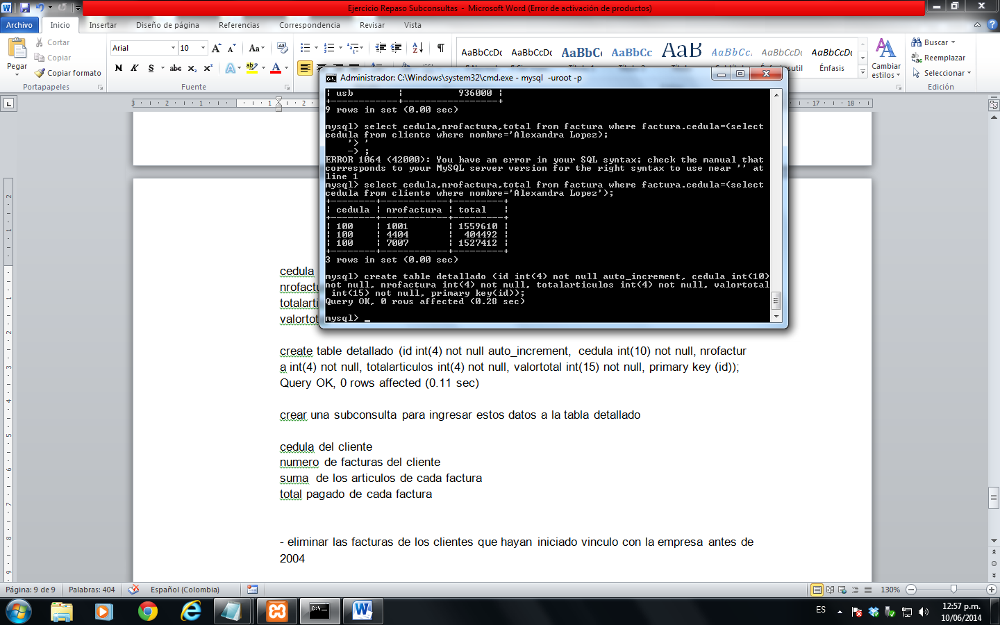 Ejercicio Repaso Subconsultas - Microsoft Word (Error de activación de productos)
Archivo Inicio Insertar Diseño de página Referencias Correspondencia Revisar Vista
Pegar
Cortar
Copiar
Copiar formato
Portapapeles
Arial 10
N K S abc x₂ x² A ab A
Fuente
AaBbCcDc AaBbCcDc AaBbC AaBbCc AaB AaBbCc. AaBbCcDc AaBbCcDc
Énfasis sutil Énfasis
Cambiar estilos
Buscar
Reemplazar
Seleccionar
Edición
Administrador: C:\Windows\system32\cmd.exe - mysql -uroot -p
| usb | 936000 |
9 rows in set (0.00 sec)
mysql> select cedula,nrofactura,total from factura where factura.cedula=(select
cedula from cliente where nombre='Alexandra Lopez);
'> '
-> ;
ERROR 1064 (42000): You have an error in your SQL syntax; check the manual that
corresponds to your MySQL server version for the right syntax to use near '' at
line 1
mysql> select cedula,nrofactura,total from factura where factura.cedula=(select
cedula from cliente where nombre='Alexandra Lopez');
| cedula | nrofactura | total |
| 100 | 1001 | 1559610 |
| 100 | 4404 | 404492 |
| 100 | 7007 | 1527412 |
3 rows in set (0.00 sec)
mysql> create table detallado (id int(4) not null auto_increment, cedula int(10)
not null, nrofactura int(4) not null, totalarticulos int(4) not null, valortotal
int(15) not null, primary key(id));
Query OK, 0 rows affected (0.28 sec)
mysql> _
cedula
nrofactu
totalarti
valortot
create table detallado (id int(4) not null auto_increment, cedula int(10) not null, nrofactur
a int(4) not null, totalarticulos int(4) not null, valortotal int(15) not null, primary key (id));
Query OK, 0 rows affected (0.11 sec)
crear una subconsulta para ingresar estos datos a la tabla detallado
cedula del cliente
numero de facturas del cliente
suma de los articulos de cada factura
total pagado de cada factura
- eliminar las facturas de los clientes que hayan iniciado vinculo con la empresa antes de
2004
Página: 9 de 9 Palabras: 404 Español (Colombia) 130%
ES 12:57 p.m.
10/06/2014